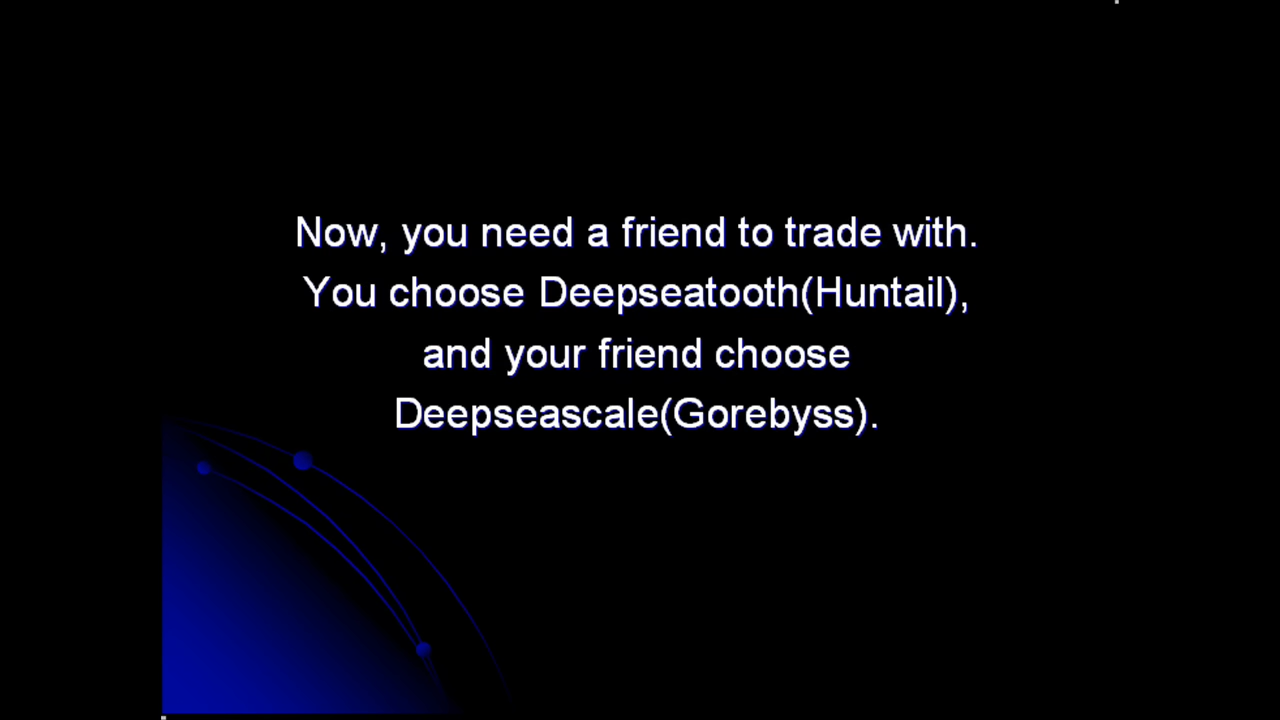 Now, you need a friend to trade with.
You choose Deepseatooth(Huntail),
and your friend choose
Deepseascale(Gorebyss).